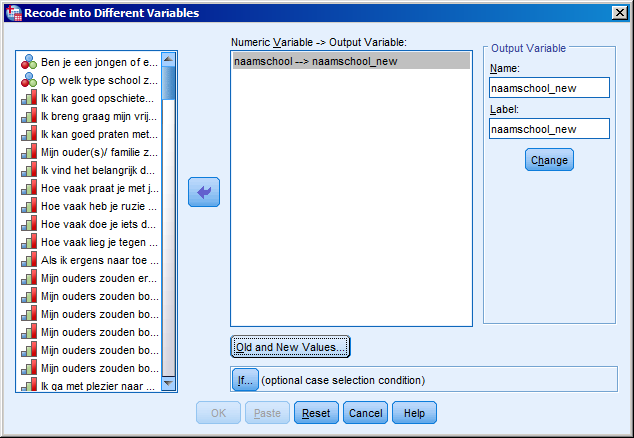 Recode into Different Variables
Numeric Variable -> Output Variable:
naamschool --> naamschool_new
Ben je een jongen of e...
Op welk type school z...
Ik kan goed opschiete...
Ik breng graag mijn vrij...
Ik kan goed praten met...
Mijn ouder(s)/ familie z...
Ik vind het belangrijk d...
Hoe vaak praat je met j...
Hoe vaak heb je ruzie ...
Hoe vaak doe je iets d...
Hoe vaak lieg je tegen ...
Als ik ergens naar toe ...
Mijn ouders zouden er...
Mijn ouders zouden bo...
Mijn ouders zouden bo...
Mijn ouders zouden bo...
Mijn ouders zouden bo...
Mijn ouders zouden bo...
Ik ga met plezier naar ...
Output Variable
Name:
naamschool_new
Label:
naamschool_new
Change
Old and New Values...
If... (optional case selection condition)
OK Paste Reset Cancel Help